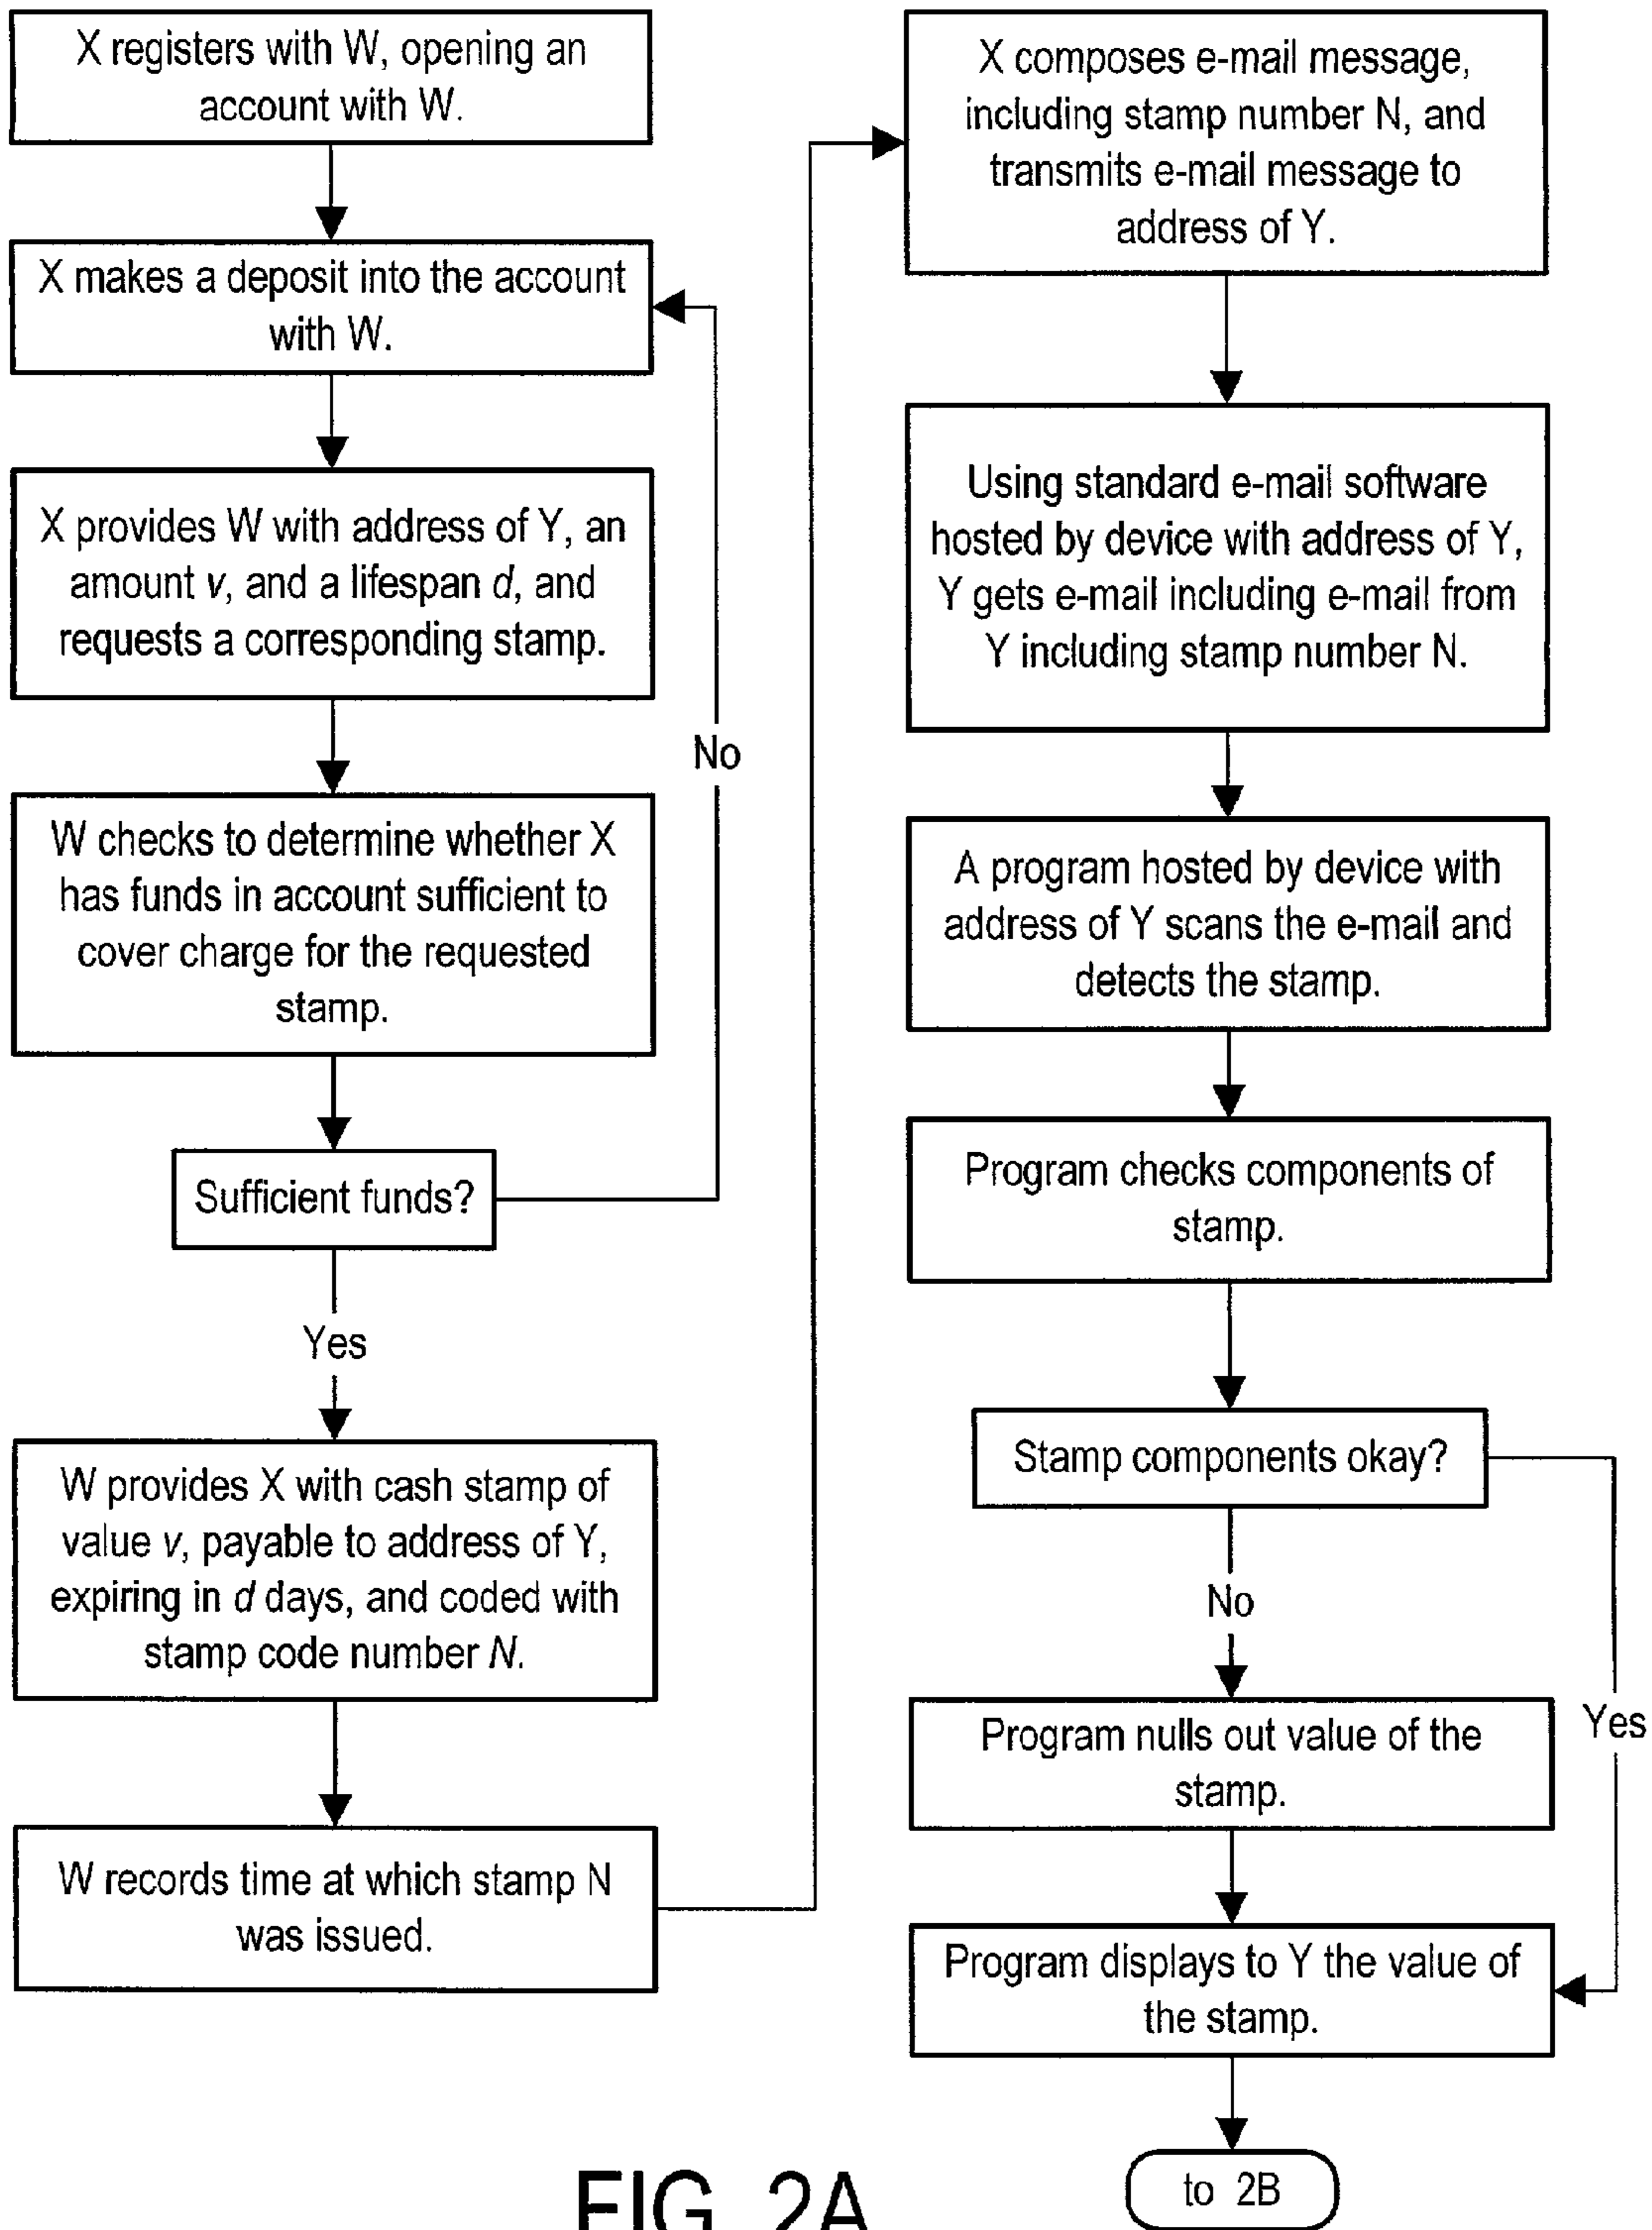 X registers with W, opening an
account with W.
X makes a deposit into the account
with W.
X provides W with address of Y, an
amount v, and a lifespan d, and
requests a corresponding stamp.
No
W checks to determine whether X
has funds in account sufficient to
cover charge for the requested
stamp.
Sufficient funds?
Yes
W provides X with cash stamp of
value v, payable to address of Y,
expiring in d days, and coded with
stamp code number N.
W records time at which stamp N
was issued.
X composes e-mail message,
including stamp number N, and
transmits e-mail message to
address of Y.
Using standard e-mail software
hosted by device with address of Y,
Y gets e-mail including e-mail from
Y including stamp number N.
A program hosted by device with
address of Y scans the e-mail and
detects the stamp.
Program checks components of
stamp.
Stamp components okay?
No
Yes
Program nulls out value of the
stamp.
Program displays to Y the value of
the stamp.
to 2B
FIG. 2A